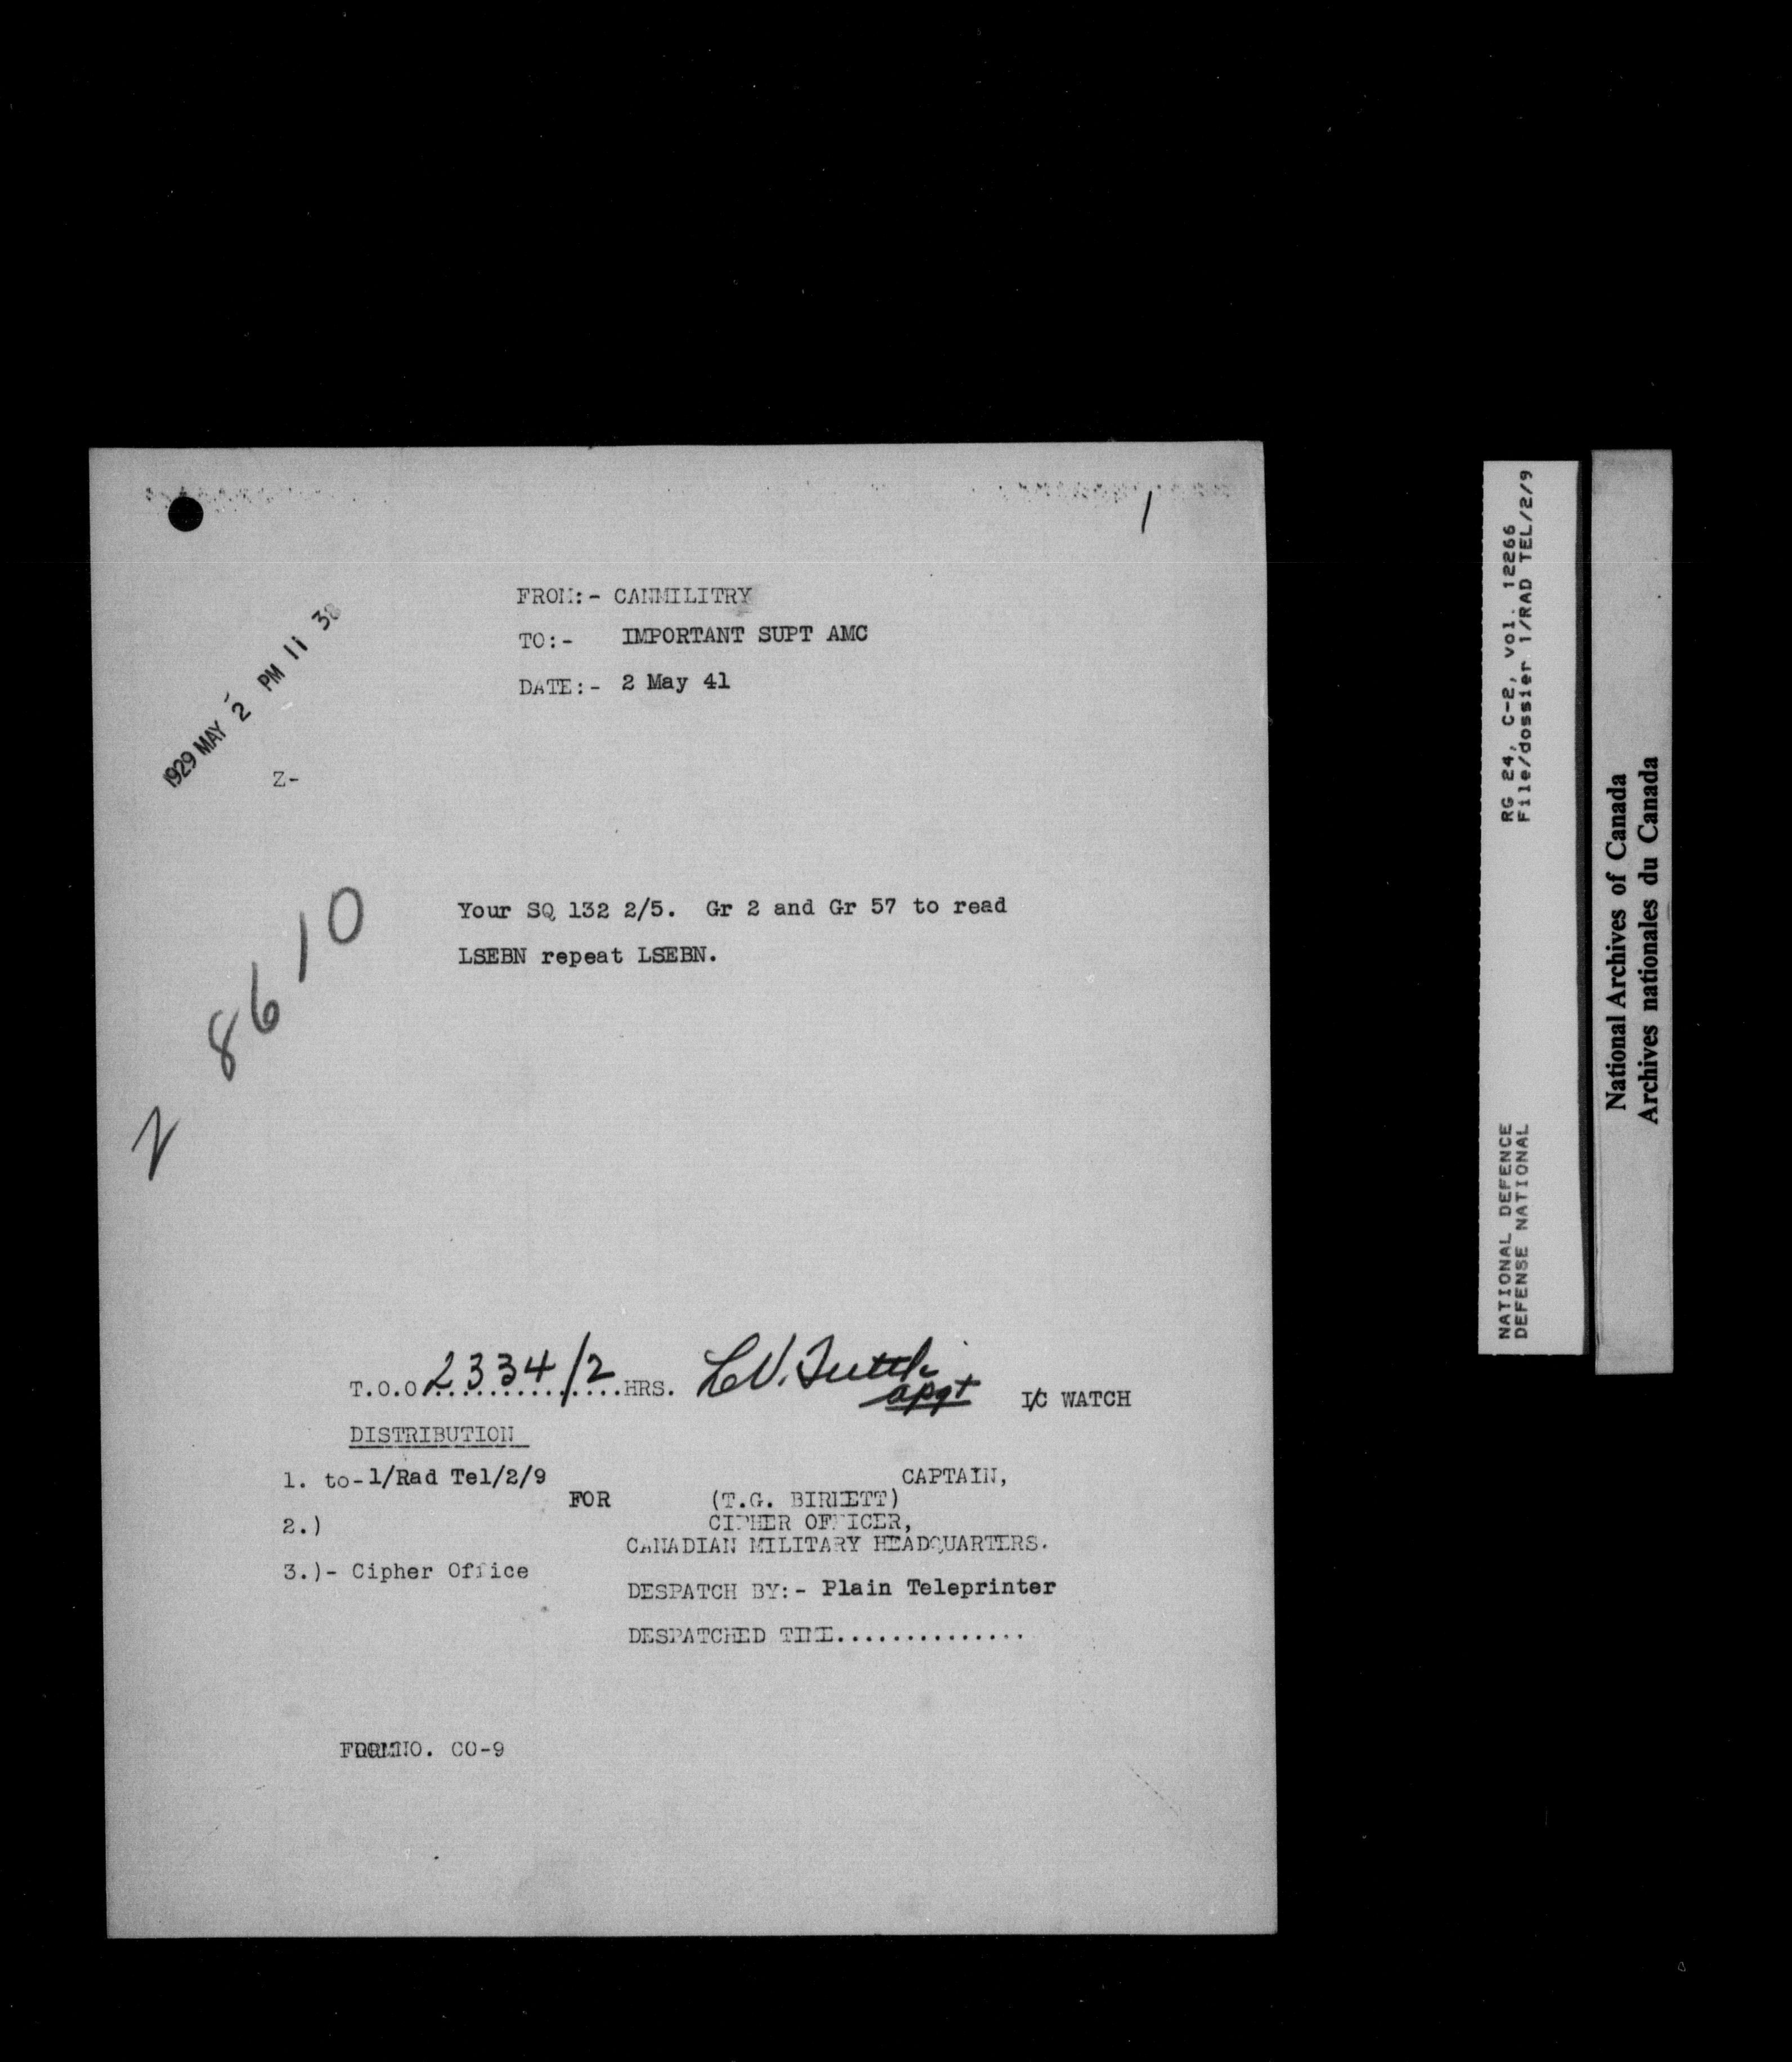 1
FROM:- CANMILITRY
TO:- IMPORTANT SUPT AMC
DATE:- 2 May 41
1929 MAY 2 PM 11 38
Z-
Your SQ 132 2/5. Gr 2 and Gr 57 to read
LSEBN repeat LSEBN.
8610
T.O.O 2334/2 HRS. I/C WATCH
DISTRIBUTION
1. to-1/Rad Tel/2/9
CAPTAIN,
FOR (T.G. BIRKETT)
2.)
CIPHER OFFICER,
CANADIAN MILITARY HEADQUARTERS.
3.)- Cipher Office
DESPATCH BY:- Plain Teleprinter
DESPATCHED TIME..............
FORM NO. CO-9
RG 24, C-2, vol. 12266
File/dossier 1/RAD TEL/2/9
NATIONAL DEFENCE
DEFENSE NATIONAL
National Archives of Canada
Archives nationales du Canada